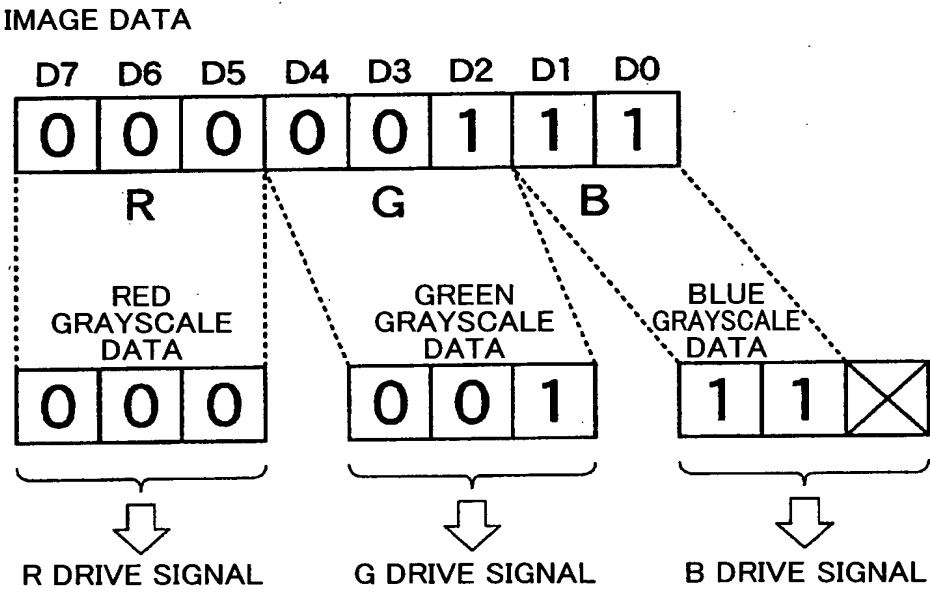 IMAGE DATA
D7 D6 D5 D4 D3 D2 D1 D0
0 0 0 0 0 1 1 1
R G B
RED GRAYSCALE DATA
GREEN GRAYSCALE DATA
BLUE GRAYSCALE DATA
0 0 0 0 0 1 1 1
R DRIVE SIGNAL G DRIVE SIGNAL B DRIVE SIGNAL